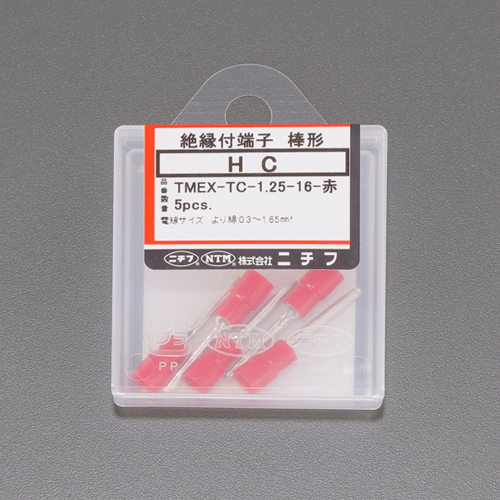 絶縁付端子 棒形
H C
品番 TMEX-TC-1.25-16-赤
数量 5pcs.
電線サイズ より線0.3～1.65mm²
ニチフ NTM 株式会社 ニチフ
NTM
PP